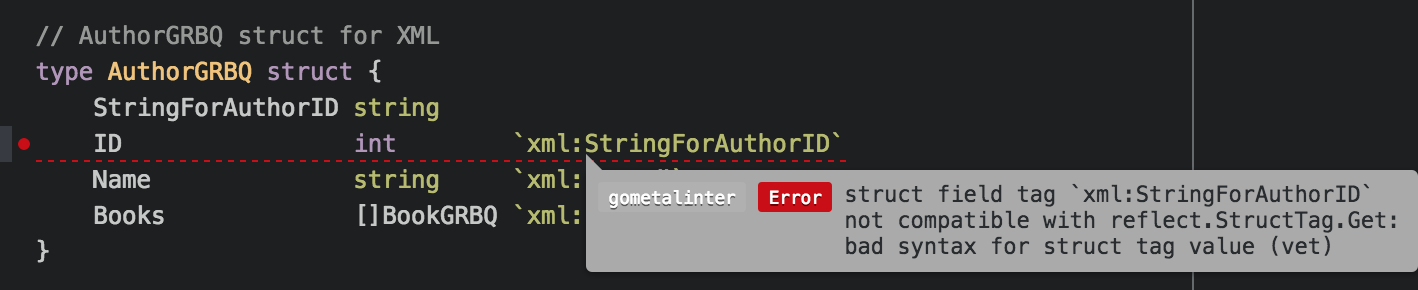 // AuthorGRBQ struct for XML
type AuthorGRBQ struct {
StringForAuthorID string
ID int `xml:StringForAuthorID`
Name string `xml:
Books []BookGRBQ `xml:
}
gometalinter Error struct field tag `xml:StringForAuthorID`
not compatible with reflect.StructTag.Get:
bad syntax for struct tag value (vet)